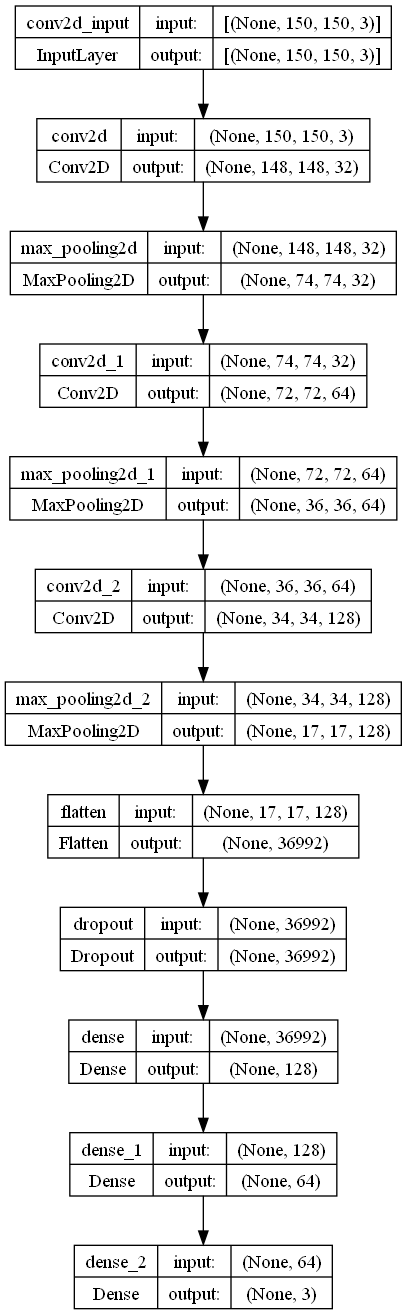 conv2d_input input: [(None, 150, 150, 3)]
InputLayer output: [(None, 150, 150, 3)]
conv2d input: (None, 150, 150, 3)
Conv2D output: (None, 148, 148, 32)
max_pooling2d input: (None, 148, 148, 32)
MaxPooling2D output: (None, 74, 74, 32)
conv2d_1 input: (None, 74, 74, 32)
Conv2D output: (None, 72, 72, 64)
max_pooling2d_1 input: (None, 72, 72, 64)
MaxPooling2D output: (None, 36, 36, 64)
conv2d_2 input: (None, 36, 36, 64)
Conv2D output: (None, 34, 34, 128)
max_pooling2d_2 input: (None, 34, 34, 128)
MaxPooling2D output: (None, 17, 17, 128)
flatten input: (None, 17, 17, 128)
Flatten output: (None, 36992)
dropout input: (None, 36992)
Dropout output: (None, 36992)
dense input: (None, 36992)
Dense output: (None, 128)
dense_1 input: (None, 128)
Dense output: (None, 64)
dense_2 input: (None, 64)
Dense output: (None, 3)